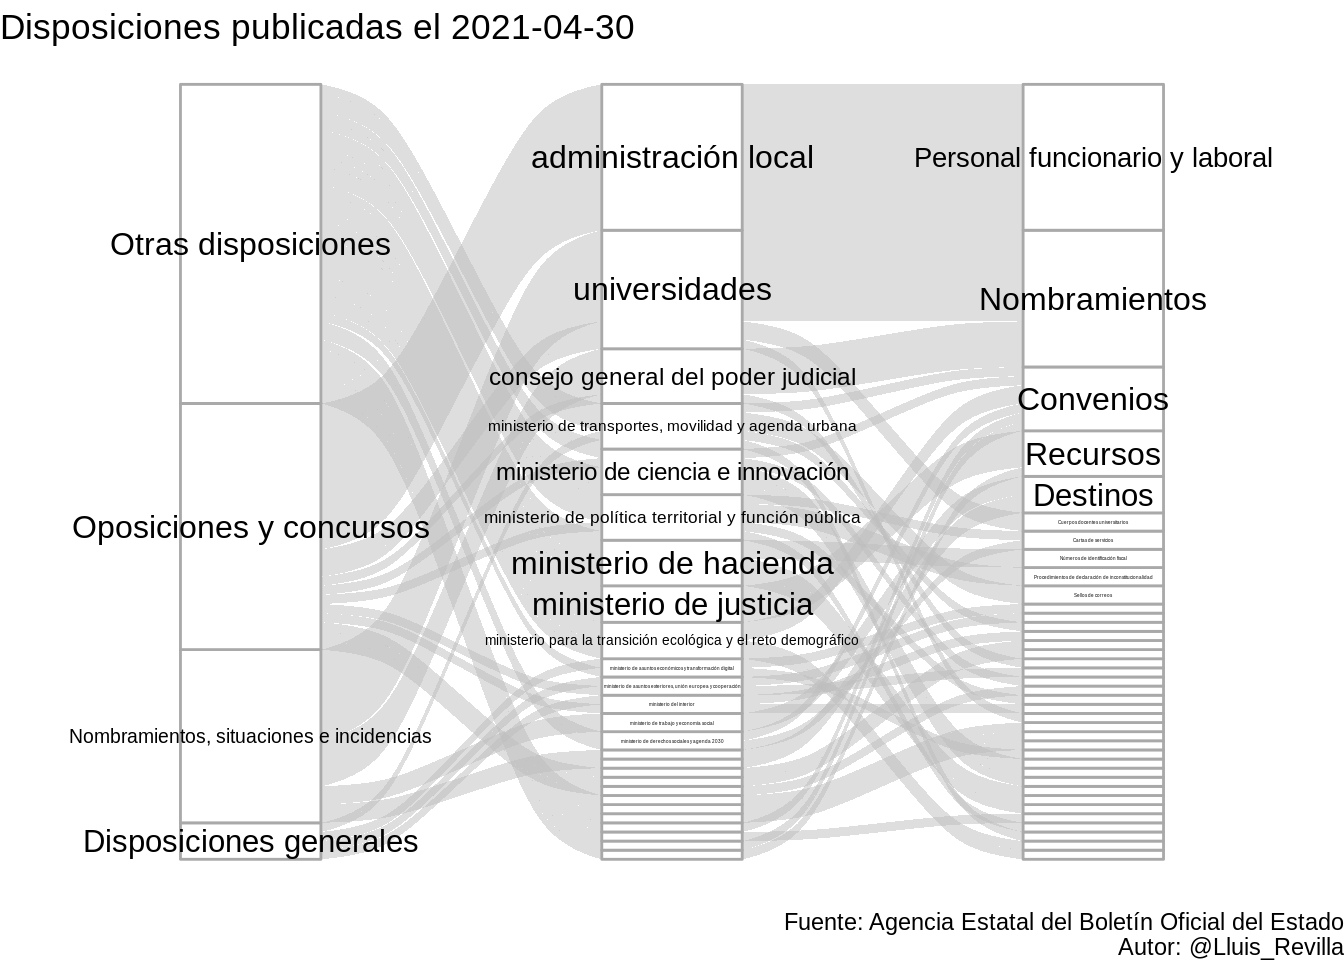 Disposiciones publicadas el 2021-04-30
Otras disposiciones
Oposiciones y concursos
Nombramientos, situaciones e incidencias
Disposiciones generales
administración local
universidades
consejo general del poder judicial
ministerio de transportes, movilidad y agenda urbana
ministerio de ciencia e innovación
ministerio de política territorial y función pública
ministerio de hacienda
ministerio de justicia
ministerio para la transición ecológica y el reto demográfico
ministerio de asuntos económicos y transformación digital
ministerio de asuntos exteriores, unión europea y cooperación
ministerio del interior
ministerio de trabajo y economía social
ministerio de derechos sociales y agenda 2030
Personal funcionario y laboral
Nombramientos
Convenios
Recursos
Destinos
Cuerpos docentes universitarios
Cartas de servicios
Números de identificación fiscal
Procedimientos de declaración de inconstitucionalidad
Sellos de correos
Fuente: Agencia Estatal del Boletín Oficial del Estado
Autor: @Lluis_Revilla